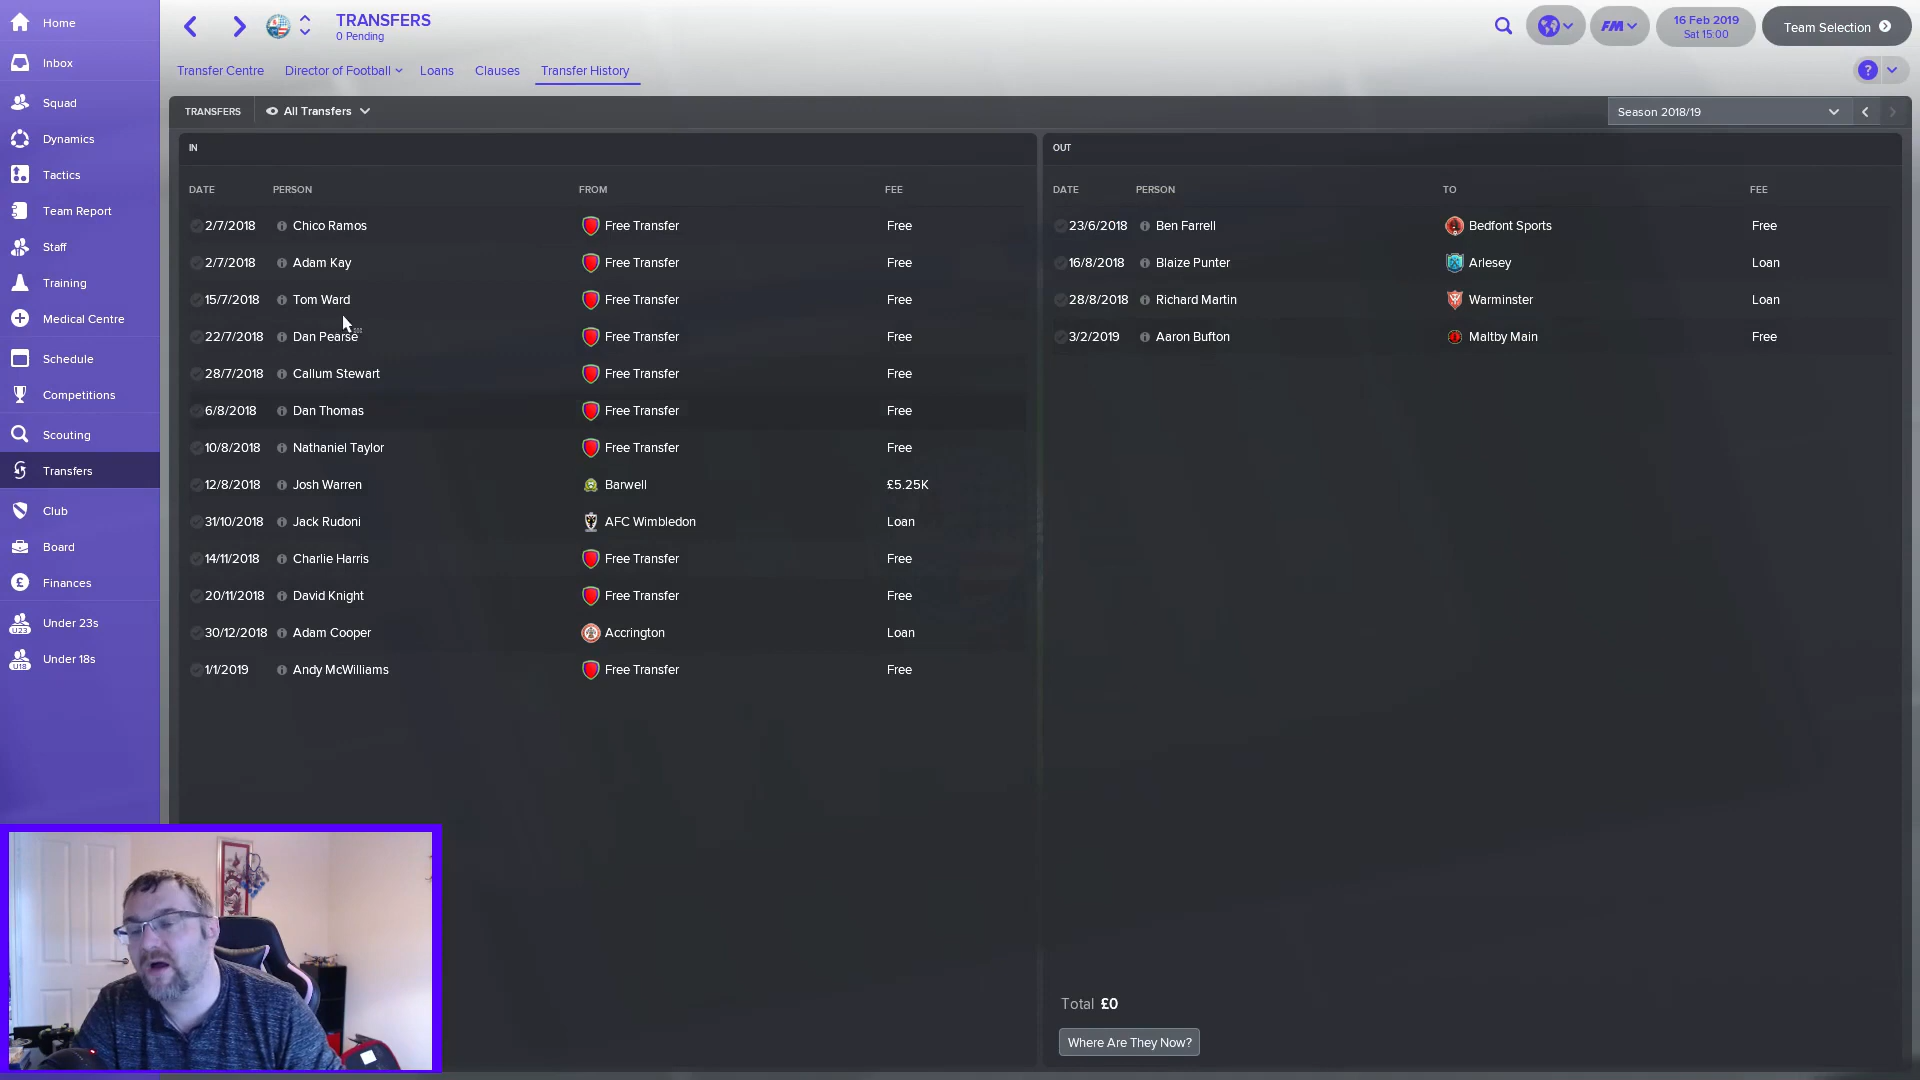 Home
Inbox
Squad
Dynamics
Tactics
Team Report
Staff
Training
Medical Centre
Schedule
Competitions
Scouting
Transfers
Club
Board
Finances
U23
Under 23s
U18
Under 18s
TRANSFERS
0 Pending
FM
16 Feb 2019
Sat 15:00
Team Selection
Transfer Centre
Director of Football
Loans
Clauses
Transfer History
?
TRANSFERS
All Transfers
Season 2018/19
IN
DATE PERSON FROM FEE
2/7/2018 Chico Ramos Free Transfer Free
2/7/2018 Adam Kay Free Transfer Free
15/7/2018 Tom Ward Free Transfer Free
22/7/2018 Dan Pearse Free Transfer Free
28/7/2018 Callum Stewart Free Transfer Free
6/8/2018 Dan Thomas Free Transfer Free
10/8/2018 Nathaniel Taylor Free Transfer Free
12/8/2018 Josh Warren Barwell £5.25K
31/10/2018 Jack Rudoni AFC Wimbledon Loan
14/11/2018 Charlie Harris Free Transfer Free
20/11/2018 David Knight Free Transfer Free
30/12/2018 Adam Cooper Accrington Loan
1/1/2019 Andy McWilliams Free Transfer Free
OUT
DATE PERSON TO FEE
23/6/2018 Ben Farrell Bedfont Sports Free
16/8/2018 Blaize Punter Arlesey Loan
28/8/2018 Richard Martin Warminster Loan
3/2/2019 Aaron Bufton Maltby Main Free
Total £0
Where Are They Now?